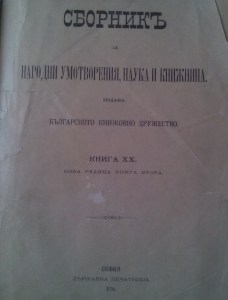 СБОРНИКЪ
ЗА
НАРОДНИ УМОТВОРЕНИЯ, НАУКА И КНИЖНИНА.
ИЗДАВА
БЪЛГАРСКОТО КНИЖОВНО ДРУЖЕСТВО
КНИГА XX.
НОВА РЕДИЦА КНИГА ВТОРА.
СОФИЯ
ДЪРЖАВНА ПЕЧАТНИЦА